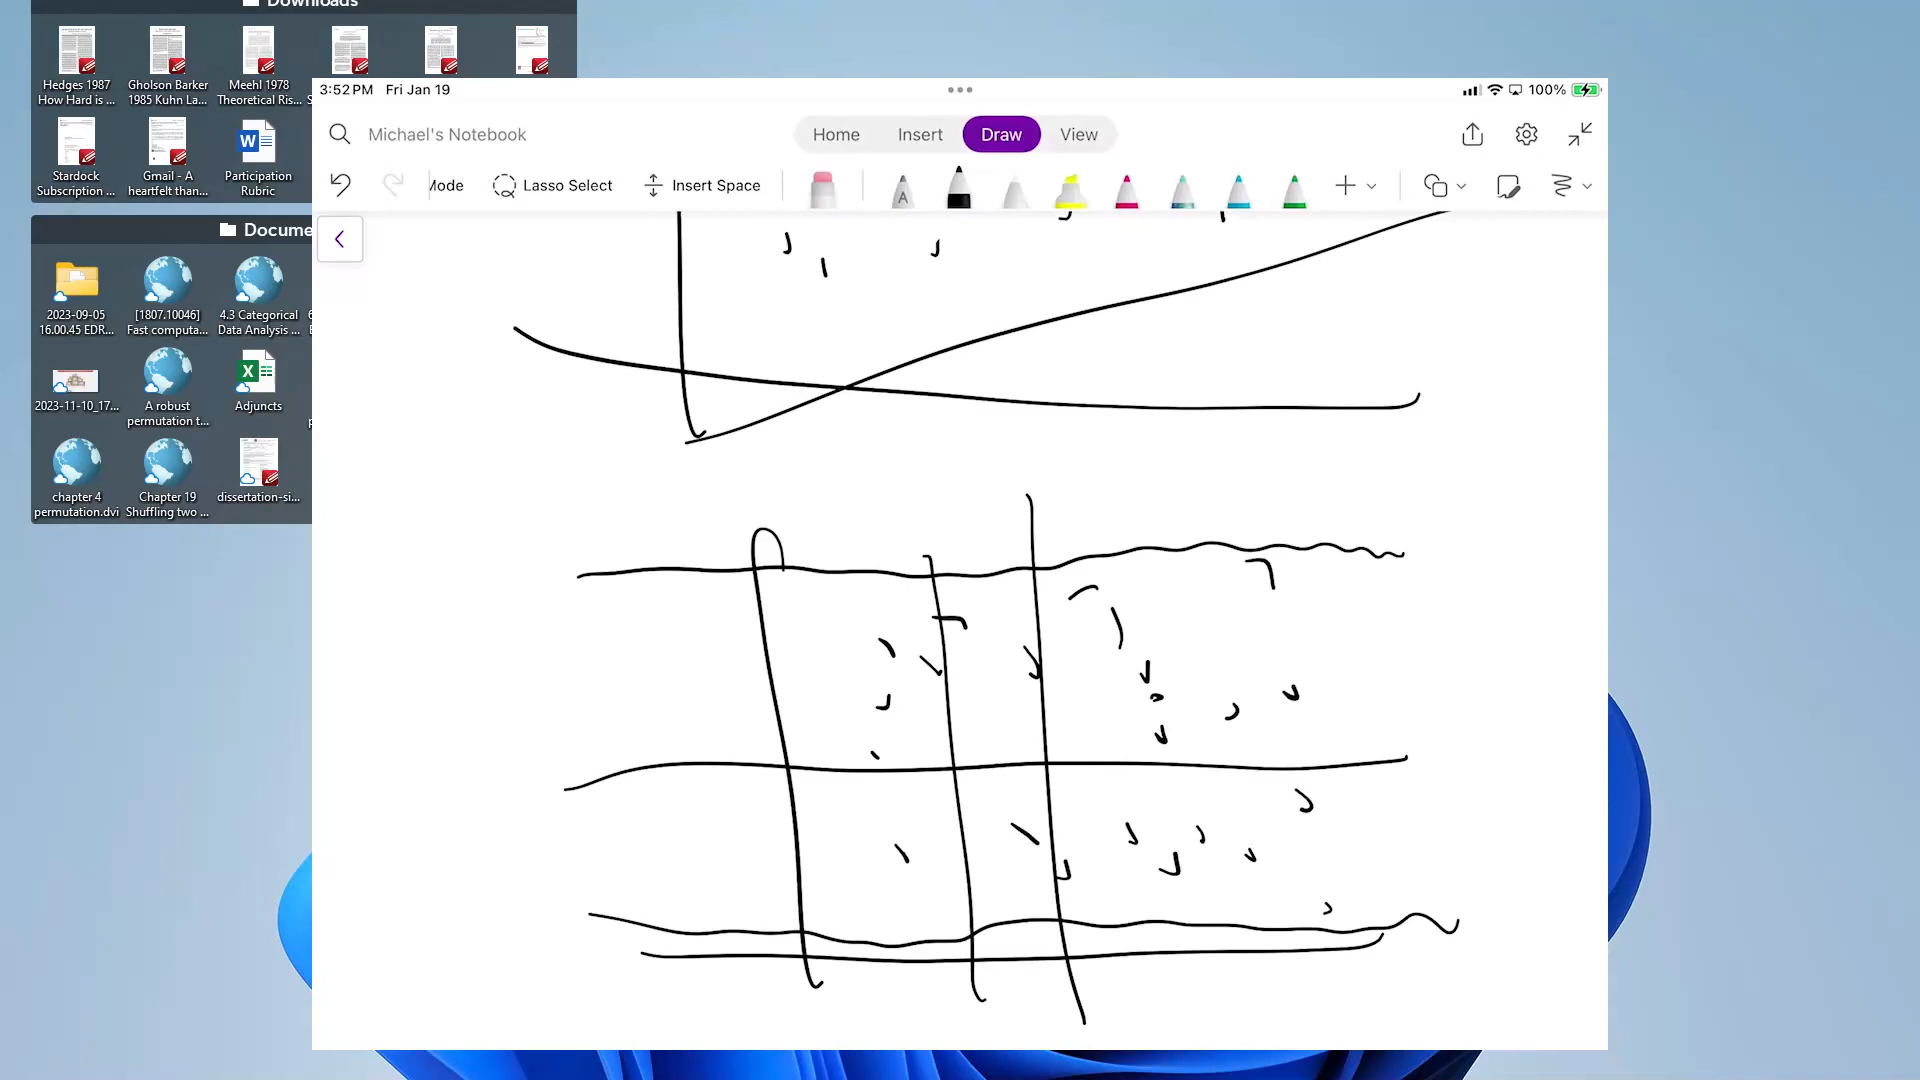 Downloads
Hedges 1987
How Hard is ...
Gholson Barker
1985 Kuhn La...
Meehl 1978
Theoretical Ris...
Stardock
Subscription ...
Gmail - A
heartfelt than...
Participation
Rubric
Docume
2023-09-05
16.00.45 EDR...
[1807.10046]
Fast computa...
4.3 Categorical
Data Analysis ...
2023-11-10_17...
A robust
permutation t...
Adjuncts
chapter 4
permutation.dvi
Chapter 19
Shuffling two ...
dissertation-si...
3:52 PM Fri Jan 19
100%
Michael's Notebook
Home Insert Draw View
Mode Lasso Select Insert Space
A